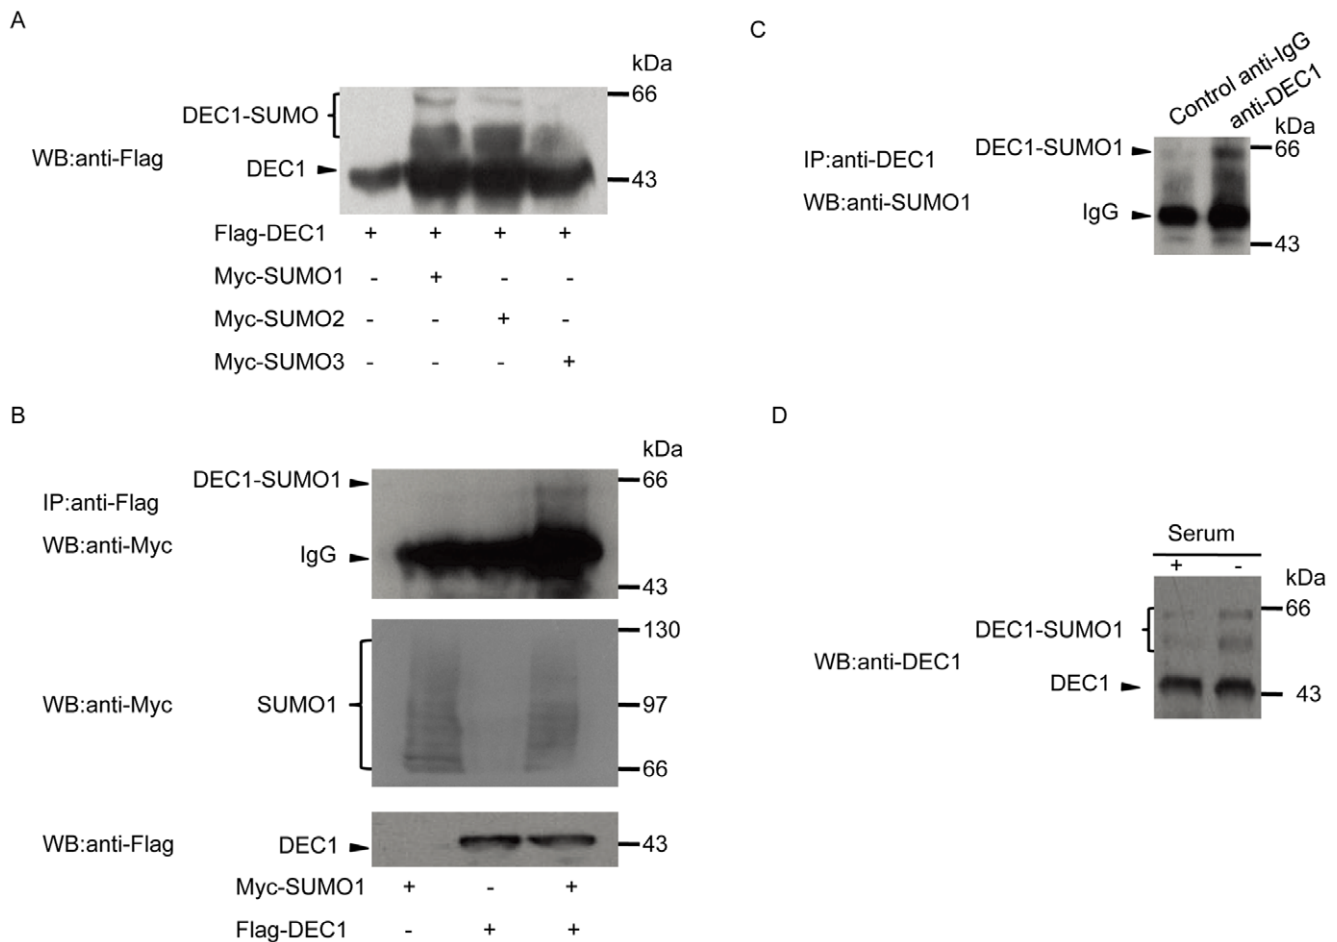 A
kDa
66
DEC1-SUMO
WB:anti-Flag
DEC1
43
Flag-DEC1 + + + +
Myc-SUMO1 - + - -
Myc-SUMO2 - - + -
Myc-SUMO3 - - - +
B
kDa
DEC1-SUMO1
66
IP:anti-Flag
WB:anti-Myc
IgG
43
130
WB:anti-Myc
SUMO1
97
66
WB:anti-Flag
DEC1
43
Myc-SUMO1 + - +
Flag-DEC1 - + +
C
Control anti-IgG
anti-DEC1
kDa
DEC1-SUMO1
66
IP:anti-DEC1
WB:anti-SUMO1
IgG
43
D
Serum
+ -
kDa
66
DEC1-SUMO1
WB:anti-DEC1
DEC1
43